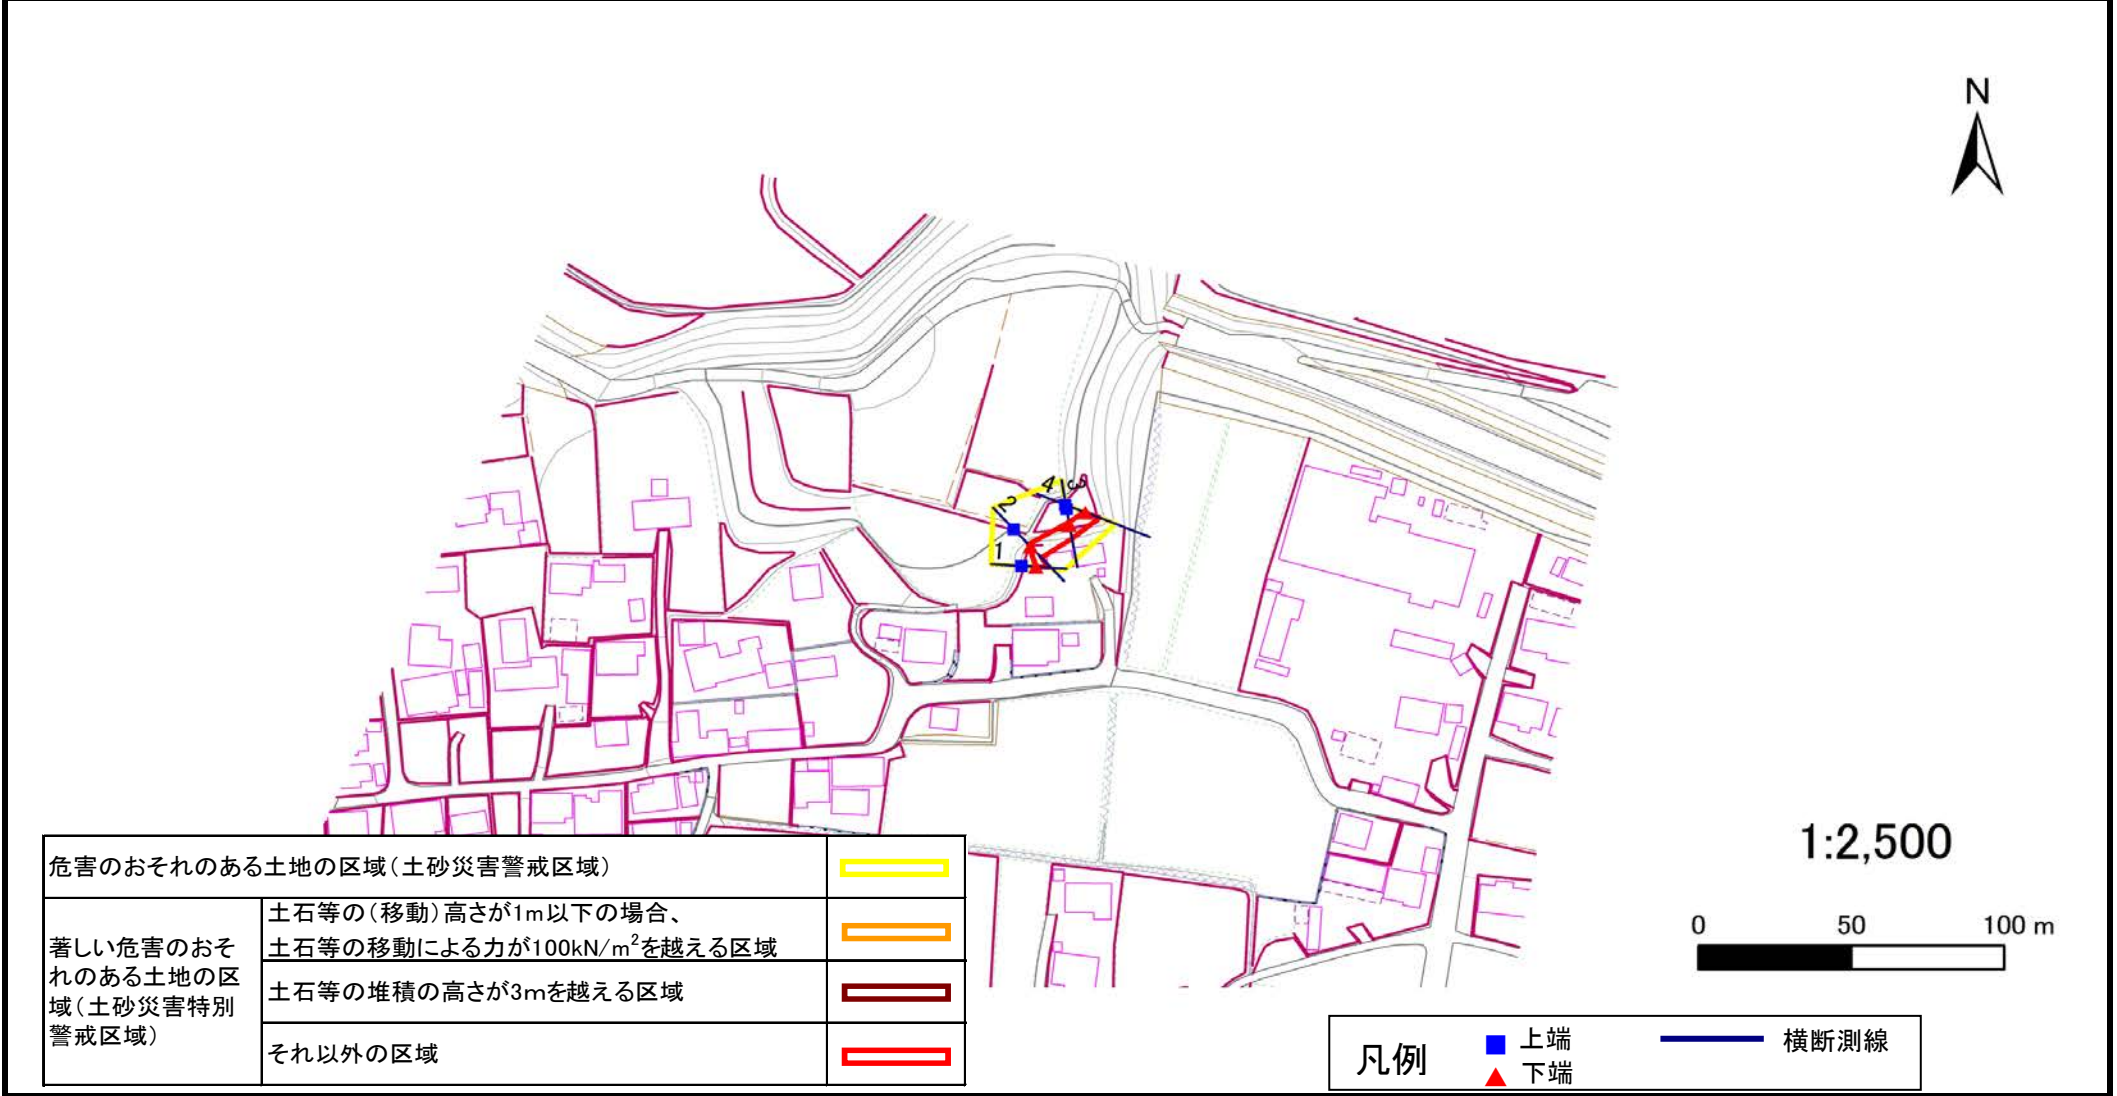 N
4
3
2
1
1:2,500
0 50 100 m
危害のおそれのある土地の区域(土砂災害警戒区域)
著しい危害のおそ
れのある土地の区
域(土砂災害特別
警戒区域)
土石等の(移動)高さが1m以下の場合、
土石等の移動による力が100kN/m²を越える区域
土石等の堆積の高さが3mを越える区域
それ以外の区域
凡例
上端
下端
横断測線